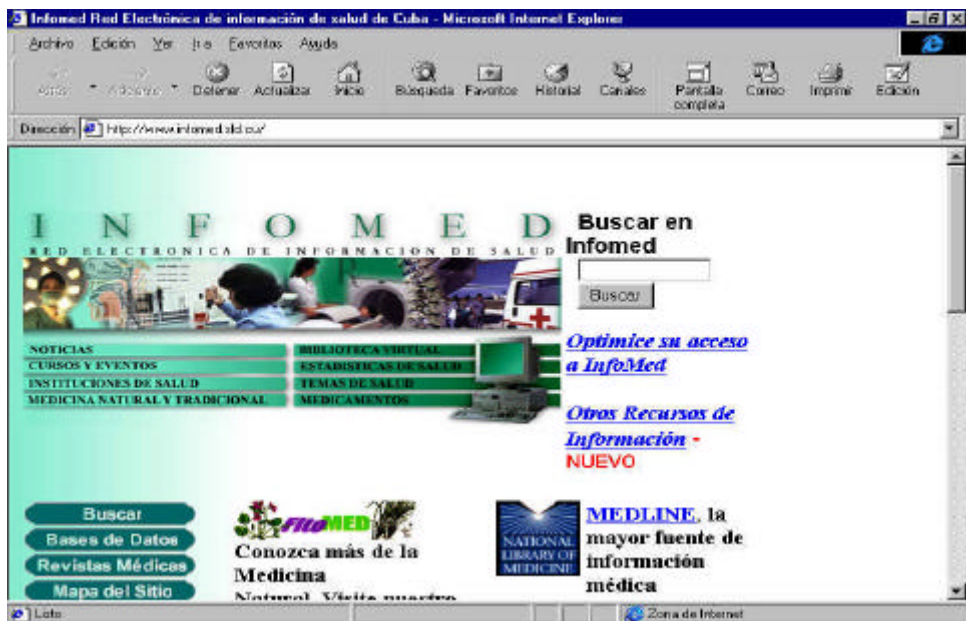 Infomed Red Electrónica de información de salud de Cuba - Microsoft Internet Explorer
Archivo Edición Ver Ir a Favoritos Ayuda
Atrás Adelante Detener Actualizar Inicio Búsqueda Favoritos Historial Canales Pantalla completa Correo Imprimir Edición
Dirección http://www.infomed.sld.cu/
INFOMED
RED ELECTRONICA DE INFORMACION DE SALUD
Buscar en
Infomed
Buscar
NOTICIAS BIBLIOTECA VIRTUAL
CURSOS Y EVENTOS ESTADISTICAS DE SALUD
INSTITUCIONES DE SALUD TEMAS DE SALUD
MEDICINA NATURAL Y TRADICIONAL MEDICAMENTOS
Optimice su acceso
a InfoMed
Otros Recursos de
Información -
NUEVO
Buscar
Bases de Datos
Revistas Médicas
Mapa del Sitio
FitoMED
Conozca más de la
Medicina
Natural. Visite nuestro
NATIONAL
LIBRARY OF
MEDICINE
MEDLINE, la
mayor fuente de
información
médica
Listo Zona de Internet